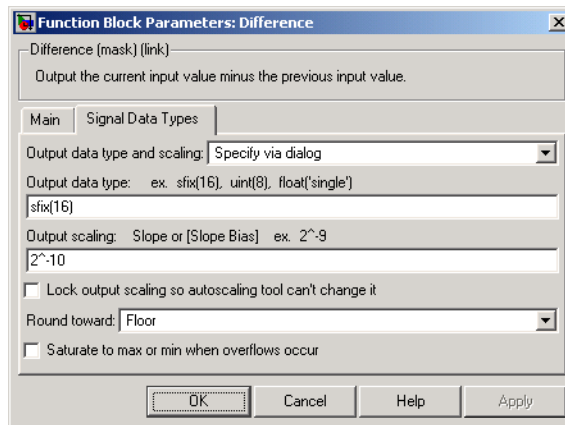 Function Block Parameters: Difference
Difference (mask) (link)
Output the current input value minus the previous input value.
Main Signal Data Types
Output data type and scaling: Specify via dialog
Output data type: ex. sfix(16), uint(8), float('single')
sfix(16)
Output scaling: Slope or [Slope Bias] ex. 2^-9
2^-10
Lock output scaling so autoscaling tool can't change it
Round toward: Floor
Saturate to max or min when overflows occur
OK Cancel Help Apply